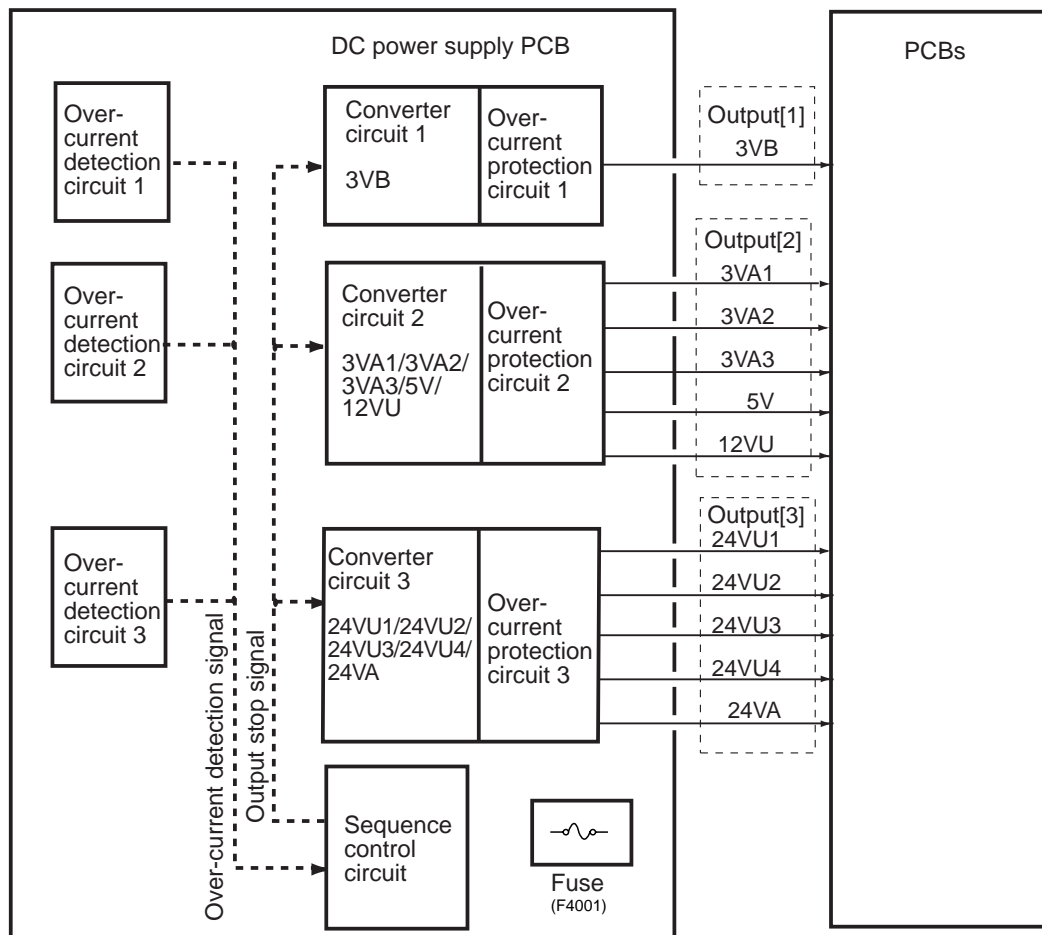 DC power supply PCB
PCBs
Over-
current
detection
circuit 1
Converter
circuit 1
3VB
Over-
current
protection
circuit 1
Output[1]
3VB
Over-
current
detection
circuit 2
Converter
circuit 2
3VA1/3VA2/
3VA3/5V/
12VU
Over-
current
protection
circuit 2
Output[2]
3VA1
3VA2
3VA3
5V
12VU
Over-
current
detection
circuit 3
Converter
circuit 3
24VU1/24VU2/
24VU3/24VU4/
24VA
Over-
current
protection
circuit 3
Output[3]
24VU1
24VU2
24VU3
24VU4
24VA
Over-current detection signal
Output stop signal
Sequence
control
circuit
Fuse
(F4001)